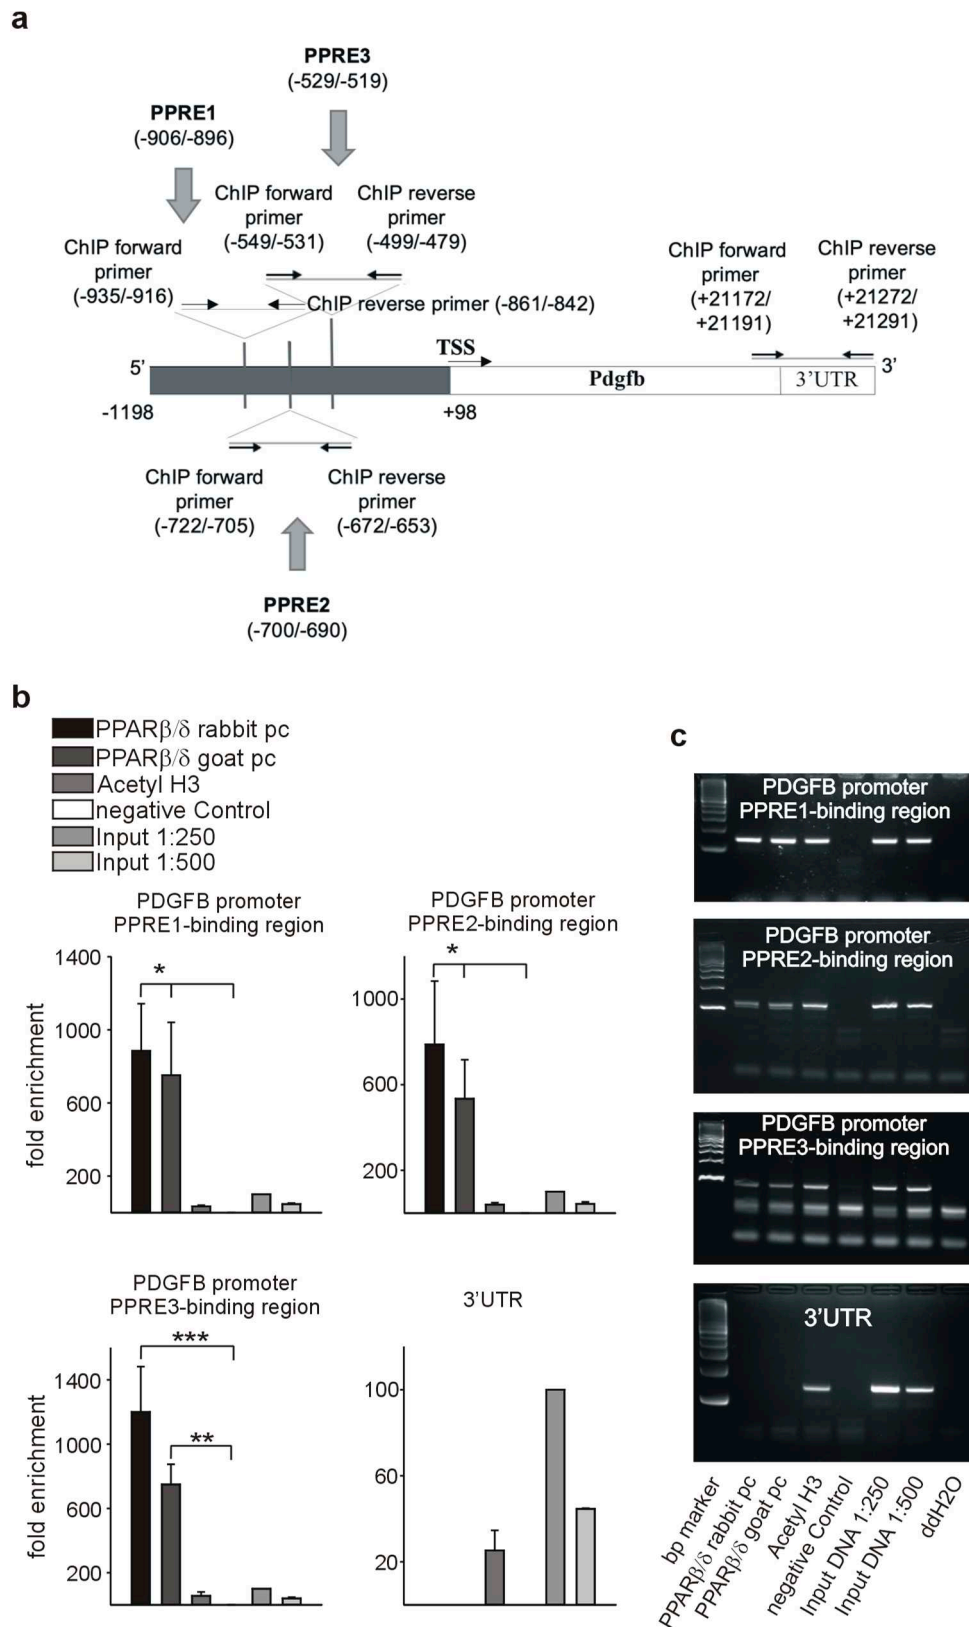 a
PPRE3
(-529/-519)
PPRE1
(-906/-896)
ChIP forward
primer
(-549/-531)
ChIP reverse
primer
(-499/-479)
ChIP forward
primer
(-935/-916)
ChIP reverse primer (-861/-842)
ChIP forward
primer
(+21172/
+21191)
ChIP reverse
primer
(+21272/
+21291)
TSS
5’
Pdgfb
3’UTR
3’
-1198
+98
ChIP forward
primer
(-722/-705)
ChIP reverse
primer
(-672/-653)
PPRE2
(-700/-690)
b
PPARβ/δ rabbit pc
PPARβ/δ goat pc
Acetyl H3
negative Control
Input 1:250
Input 1:500
PDGFB promoter
PPRE1-binding region
fold enrichment
1400
1000
600
200
*
PDGFB promoter
PPRE2-binding region
1000
600
200
*
PDGFB promoter
PPRE3-binding region
fold enrichment
1400
1000
600
200
***
**
3’UTR
100
60
20
c
PDGFB promoter
PPRE1-binding region
PDGFB promoter
PPRE2-binding region
PDGFB promoter
PPRE3-binding region
3’UTR
bp marker
PPARβ/δ rabbit pc
PPARβ/δ goat pc
Acetyl H3
negative Control
Input DNA 1:250
Input DNA 1:500
ddH2O